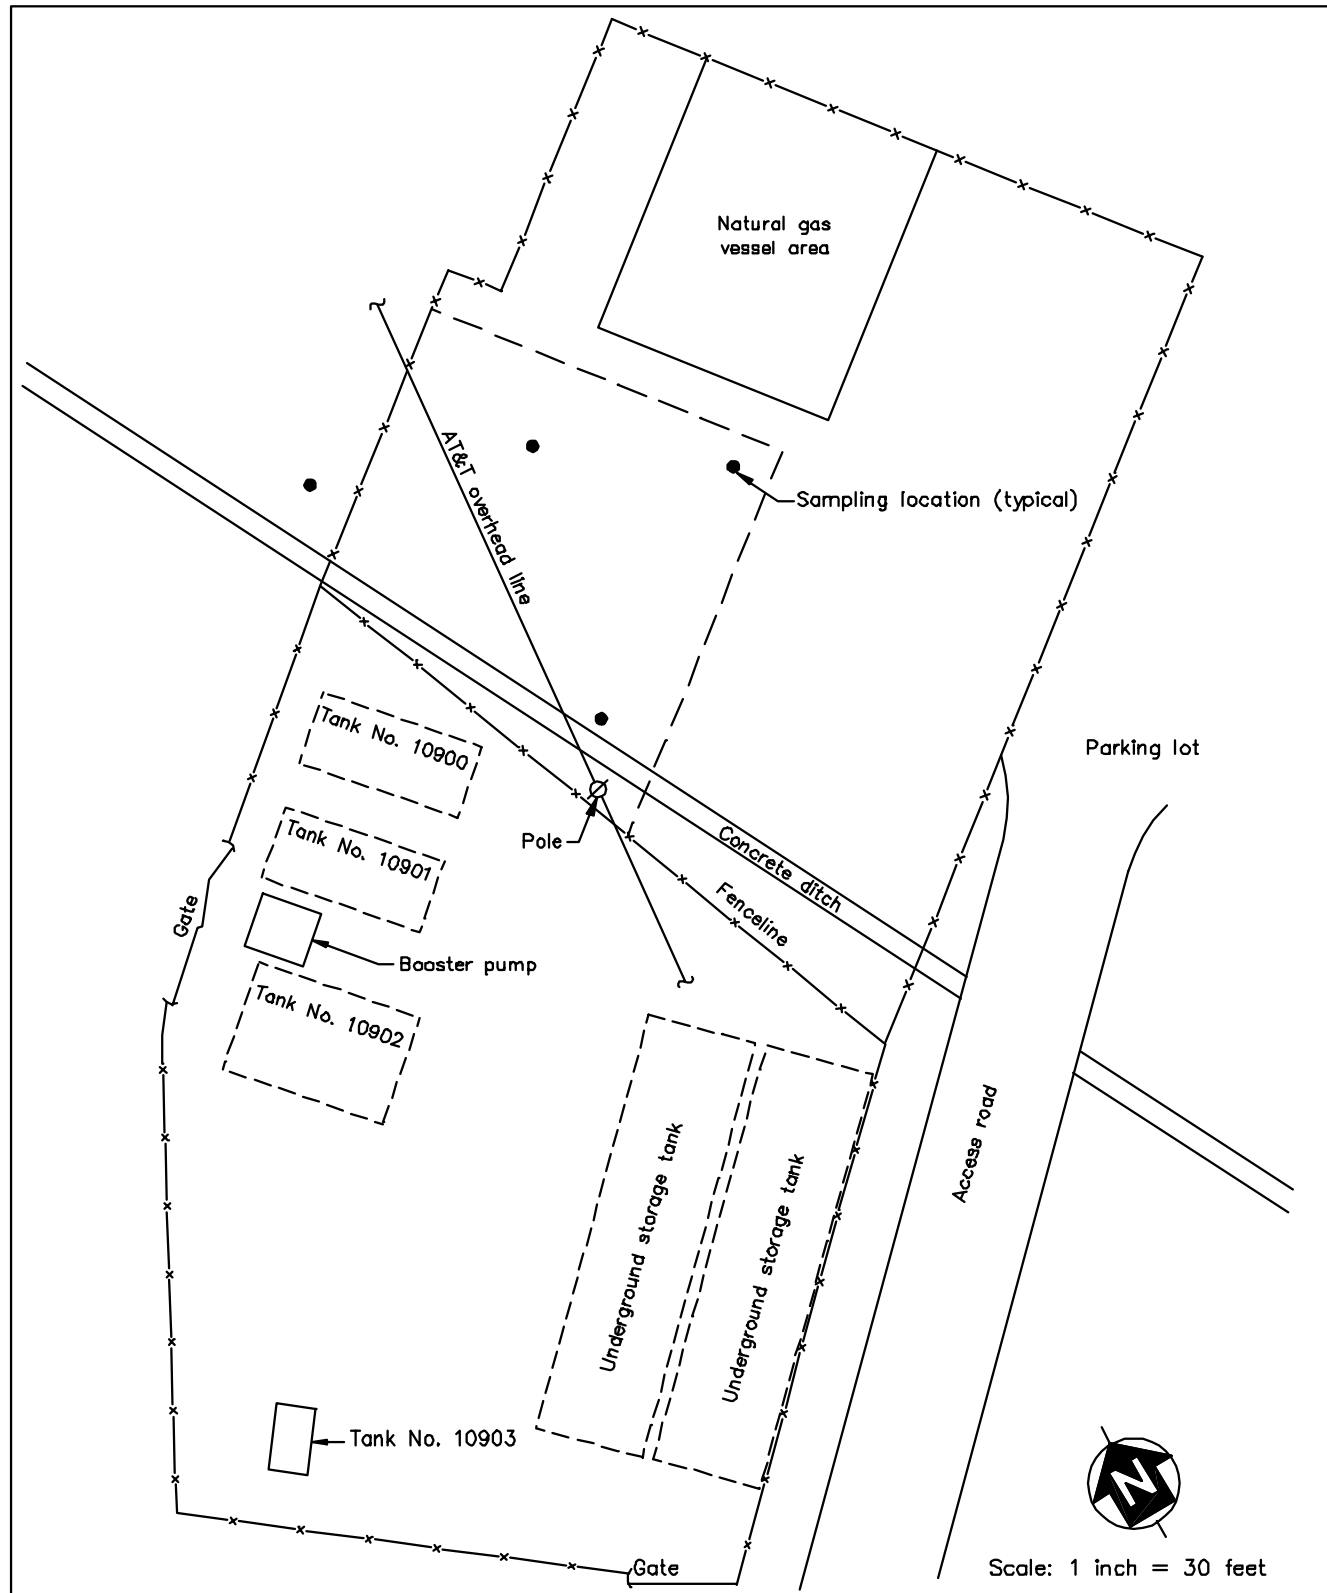 Natural gas
vessel area
AT&T overhead line
Sampling location (typical)
Tank No. 10900
Parking lot
Tank No. 10901
Pole
Concrete ditch
Fenceline
Gate
Booster pump
Tank No. 10902
Access road
Underground storage tank
Underground storage tank
Tank No. 10903
N
Gate
Scale: 1 inch = 30 feet